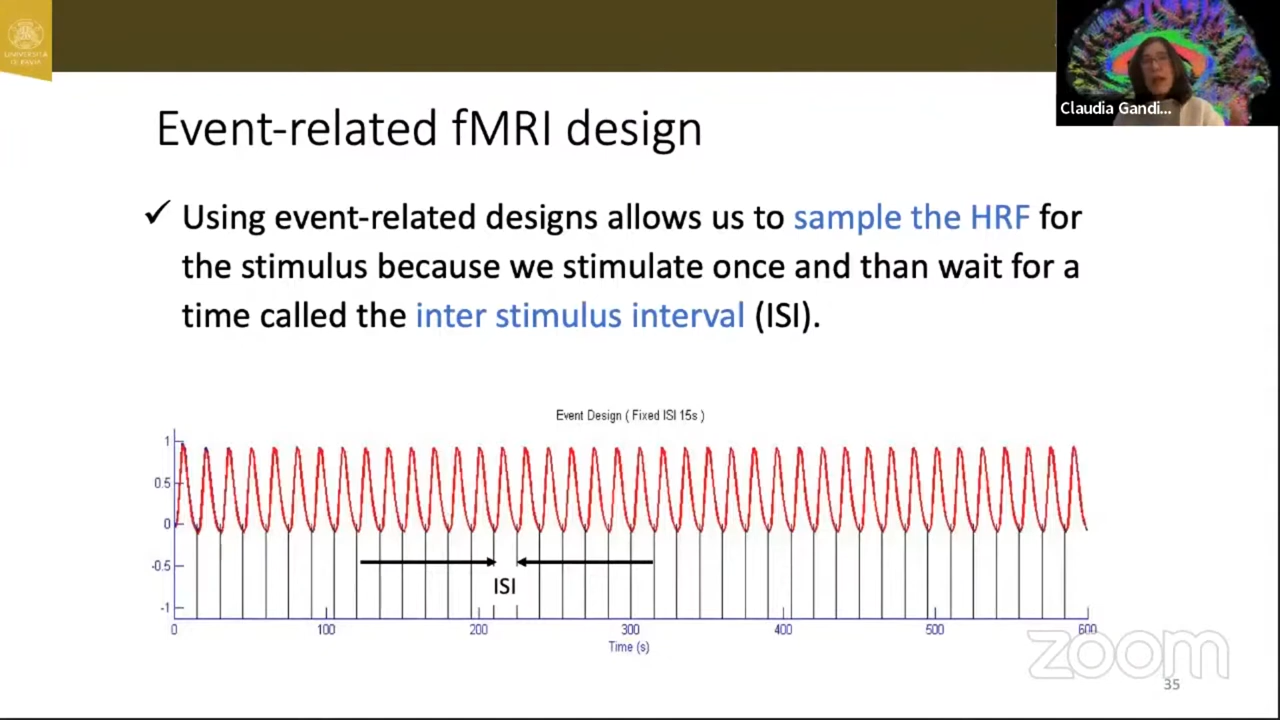 UNIVERSITÀ
DI PAVIA
Claudia Gandi...
Event-related fMRI design
✓ Using event-related designs allows us to sample the HRF for
the stimulus because we stimulate once and than wait for a
time called the inter stimulus interval (ISI).
Event Design ( Fixed ISI 15s )
1
0.5
0
-0.5
-1
ISI
0 100 200 300 400 500 600
Time (s)
zoom
35